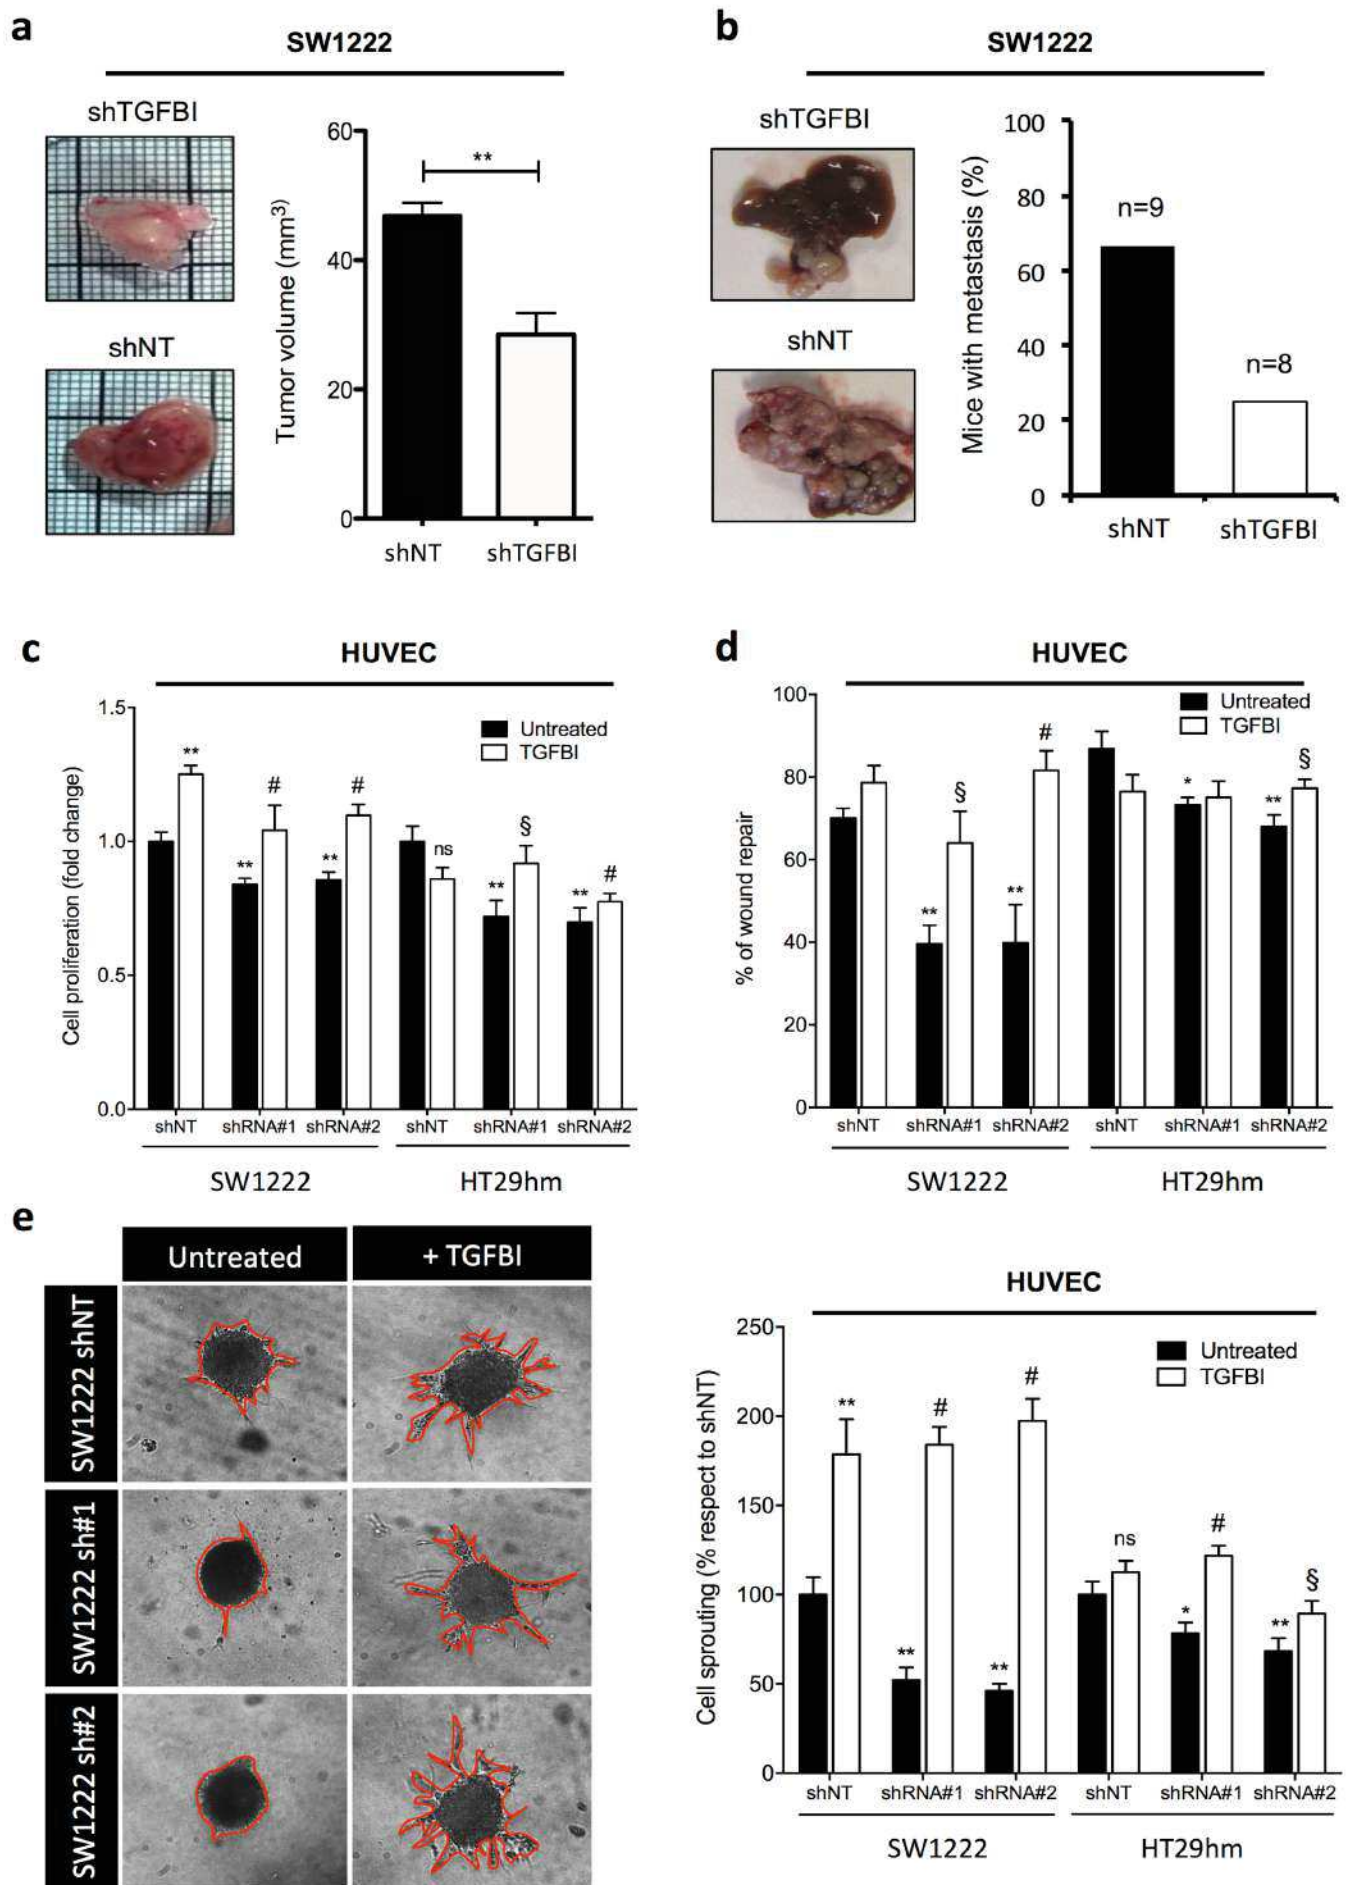 a
SW1222
shTGFBI
shNT
Tumor volume (mm³)
60
40
20
0
**
shNT shTGFBI
b
SW1222
shTGFBI
shNT
Mice with metastasis (%)
100
80
60
40
20
0
n=9
n=8
shNT shTGFBI
c
HUVEC
Cell proliferation (fold change)
1.5
1.0
0.5
0.0
Untreated
TGFBI
** ** # ** # ns ** § ** #
shNT shRNA#1 shRNA#2 shNT shRNA#1 shRNA#2
SW1222 HT29hm
d
HUVEC
% of wound repair
100
80
60
40
20
0
Untreated
TGFBI
** § ** # * ** §
shNT shRNA#1 shRNA#2 shNT shRNA#1 shRNA#2
SW1222 HT29hm
e
Untreated + TGFBI
SW1222 shNT
SW1222 sh#1
SW1222 sh#2
HUVEC
Cell sprouting (% respect to shNT)
250
200
150
100
50
0
Untreated
TGFBI
** ** # ** # ns * # ** §
shNT shRNA#1 shRNA#2 shNT shRNA#1 shRNA#2
SW1222 HT29hm